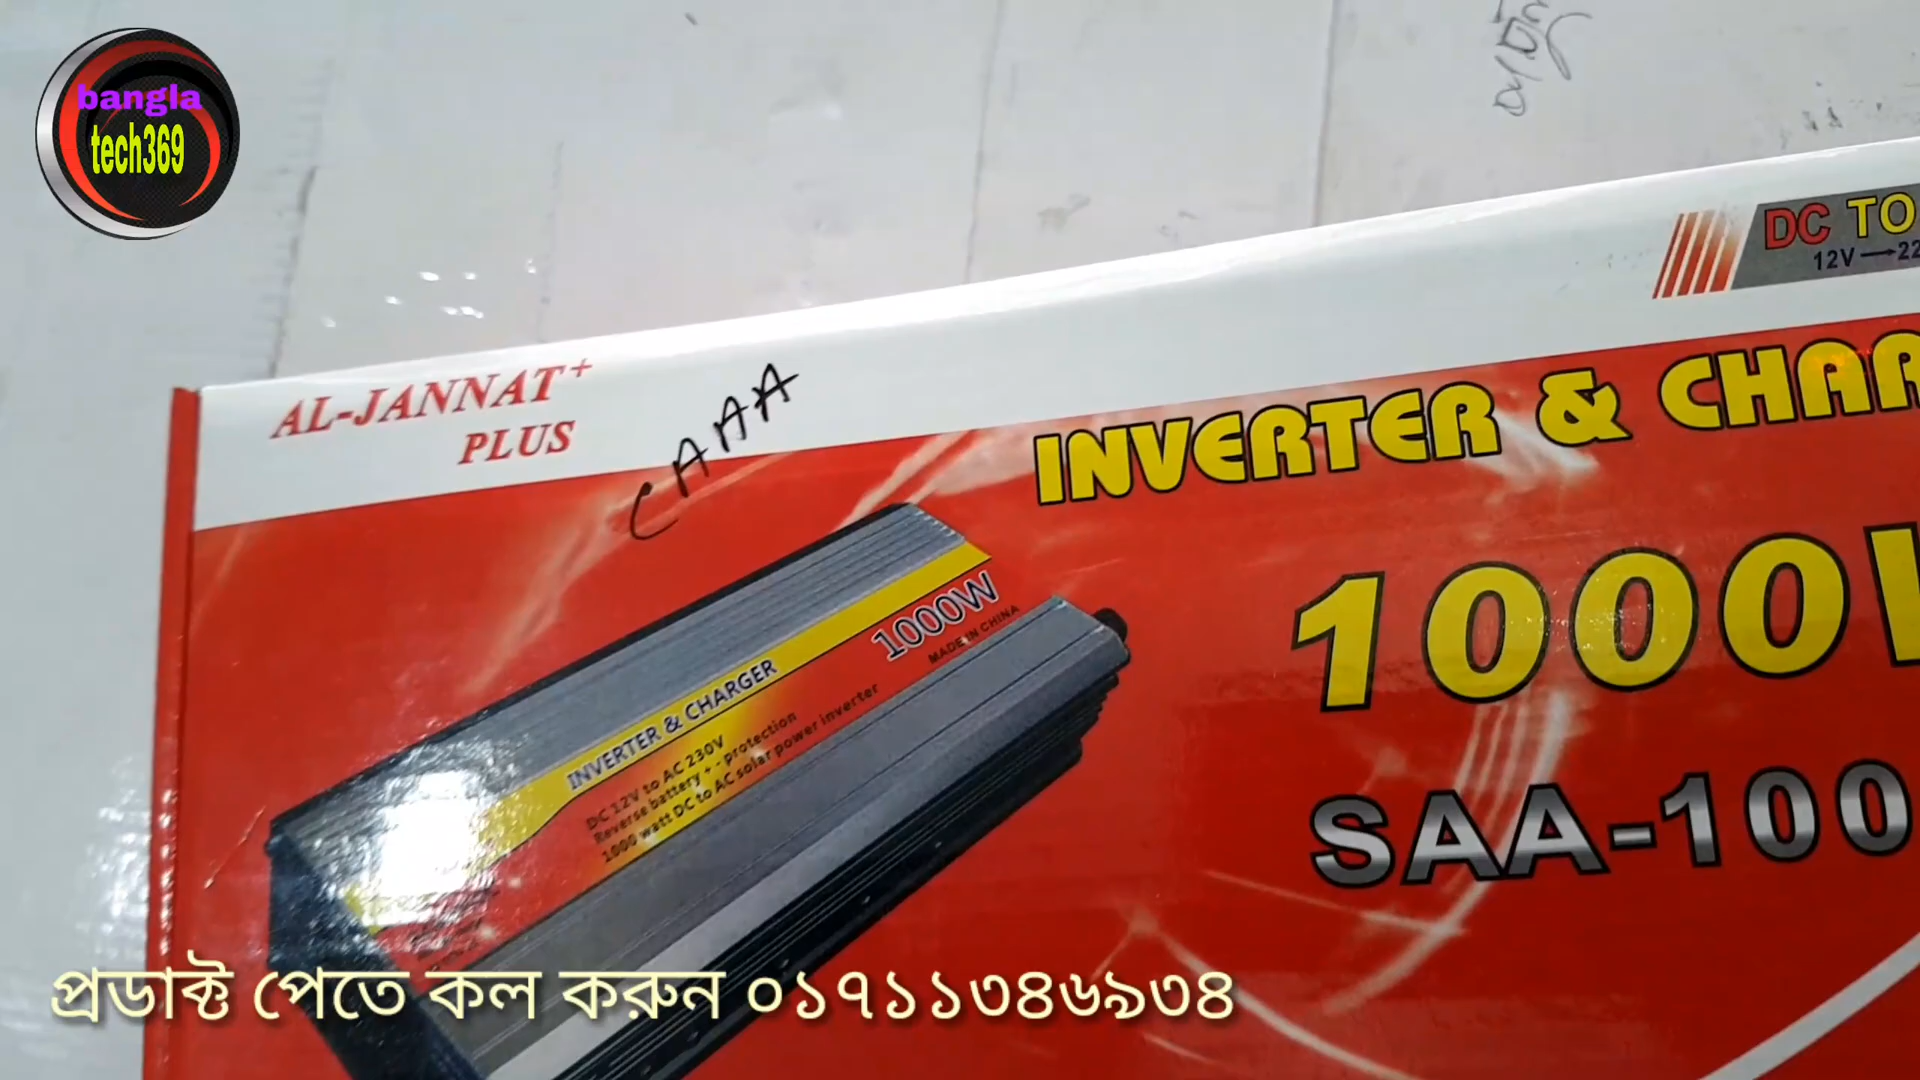 bangla
tech369
DC TO
12V→22
AL-JANNAT+
PLUS
CAAA
INVERTER & CHAR
1000
SAA-100
1000W
MADE IN CHINA
INVERTER & CHARGER
DC 12V to AC 230V
Reverse battery + - protection
1000 watt DC to AC solar power inverter
প্রডাক্ট পেতে কল করুন ০১৭১১৩৪৬৯৩৪